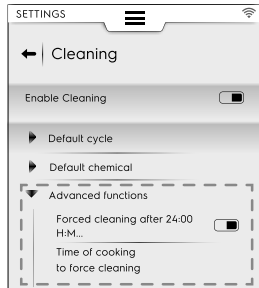 SETTINGS
Cleaning
Enable Cleaning
Default cycle
Default chemical
Advanced functions
Forced cleaning after 24:00
H:M...
Time of cooking
to force cleaning